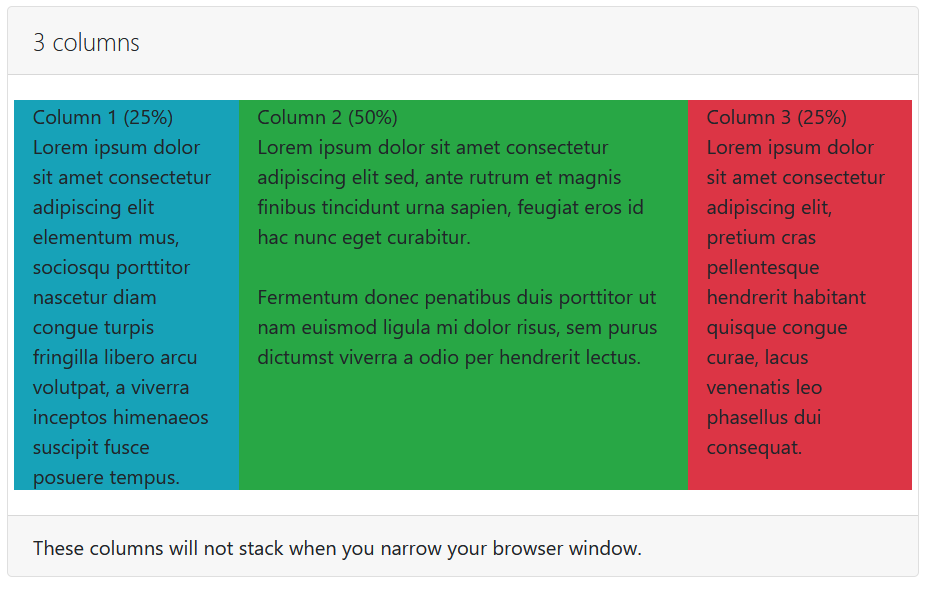 3 columns
Column 1 (25%)
Lorem ipsum dolor
sit amet consectetur
adipiscing elit
elementum mus,
sociosqu porttitor
nascetur diam
congue turpis
fringilla libero arcu
volutpat, a viverra
inceptos himenaeos
suscipit fusce
posuere tempus.
Column 2 (50%)
Lorem ipsum dolor sit amet consectetur
adipiscing elit sed, ante rutrum et magnis
finibus tincidunt urna sapien, feugiat eros id
hac nunc eget curabitur.
Fermentum donec penatibus duis porttitor ut
nam euismod ligula mi dolor risus, sem purus
dictumst viverra a odio per hendrerit lectus.
Column 3 (25%)
Lorem ipsum dolor
sit amet consectetur
adipiscing elit,
pretium cras
pellentesque
hendrerit habitant
quisque congue
curae, lacus
venenatis leo
phasellus dui
consequat.
These columns will not stack when you narrow your browser window.